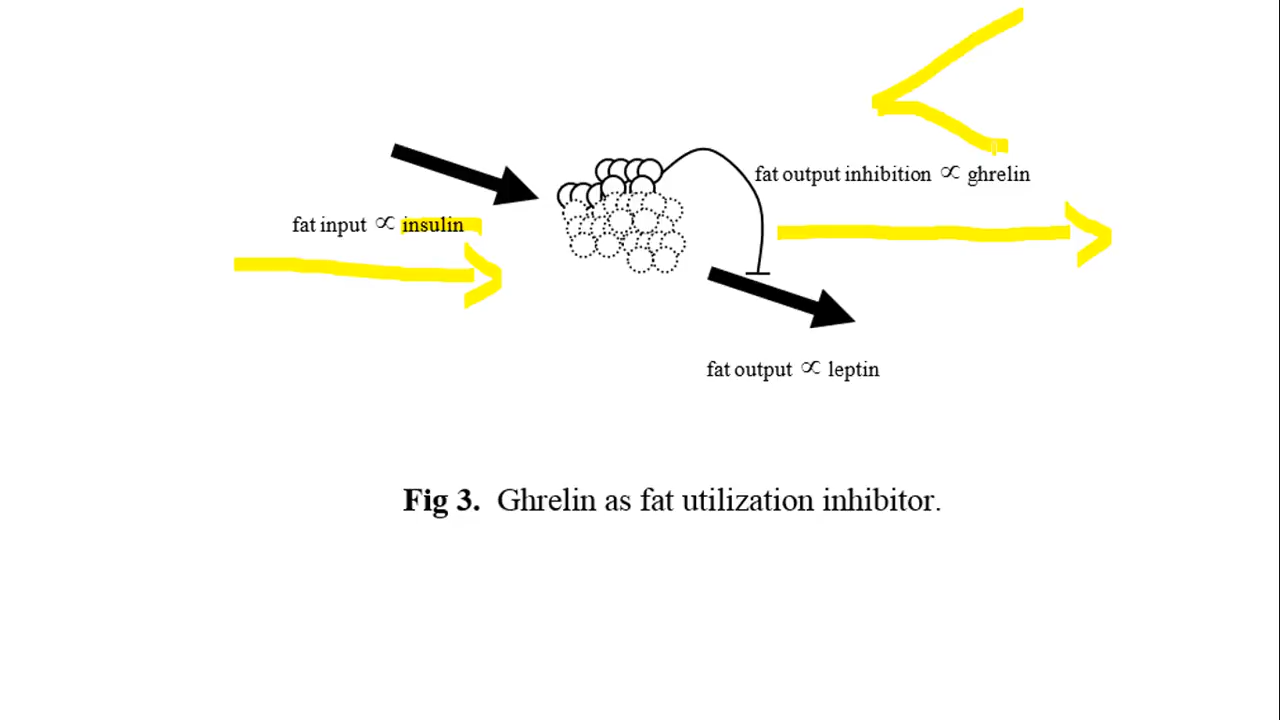 fat output inhibition ∝ ghrelin
fat input ∝ insulin
fat output ∝ leptin
Fig 3. Ghrelin as fat utilization inhibitor.